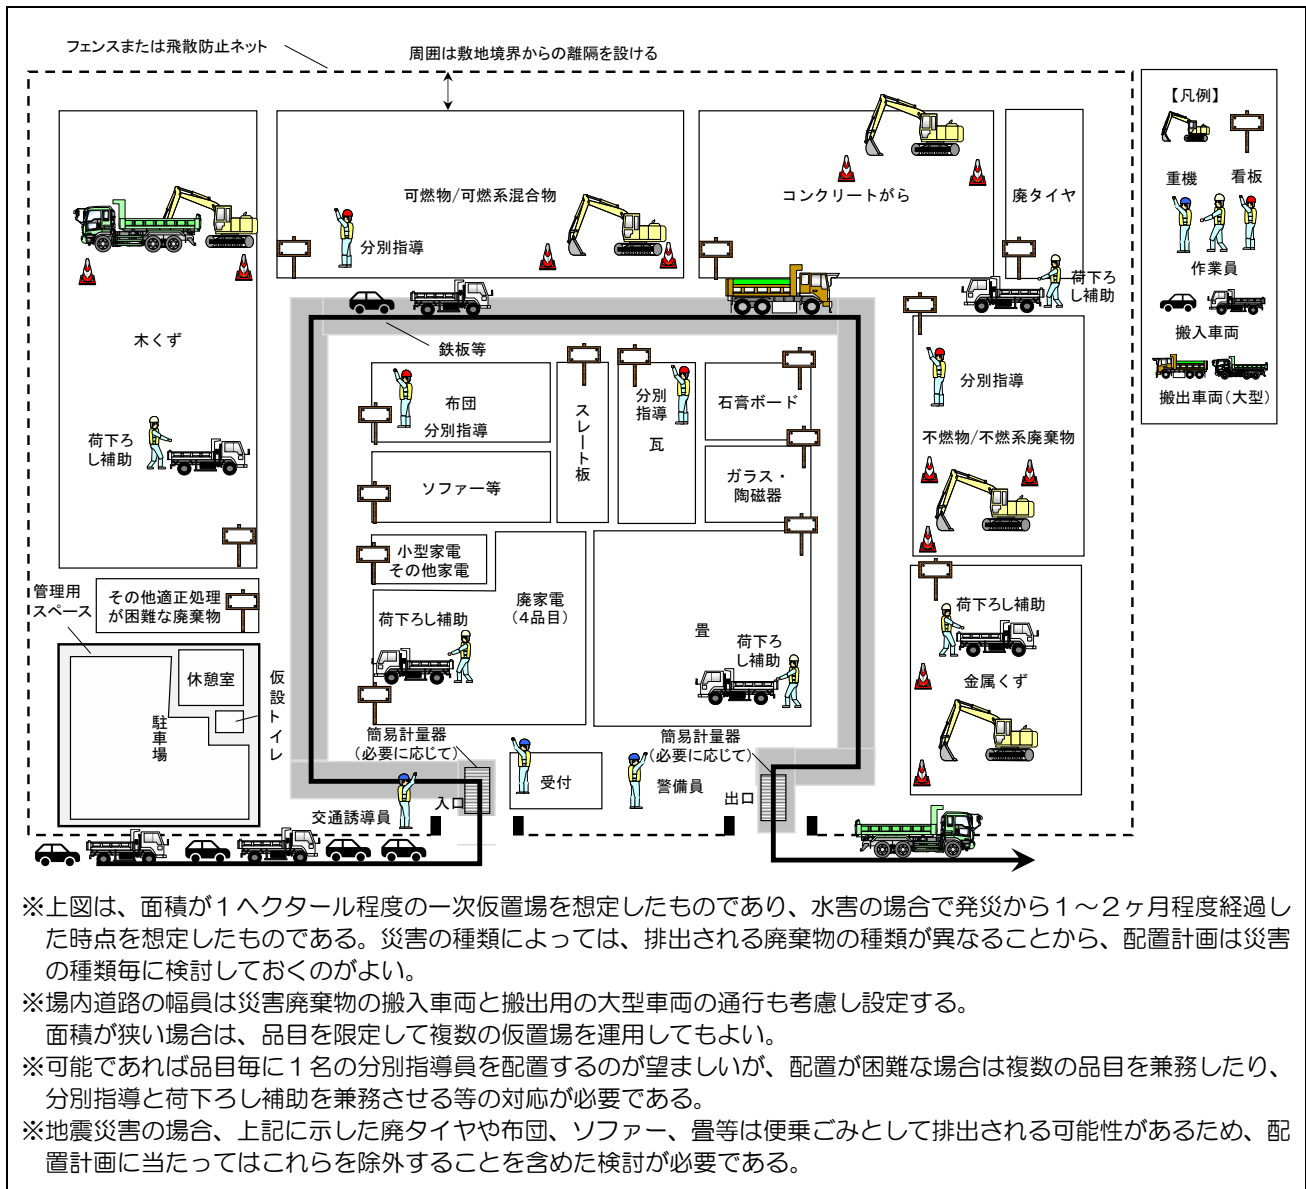 フェンスまたは飛散防止ネット
周囲は敷地境界からの離隔を設ける
【凡例】
重機
看板
作業員
搬入車両
搬出車両(大型)
木くず
荷下ろ
し補助
可燃物/可燃系混合物
分別指導
コンクリートがら
廃タイヤ
荷下ろ
し補助
鉄板等
布団
分別指導
スレート板
分別
指導
瓦
石膏ボード
分別指導
不燃物/不燃系廃棄物
ソファー等
ガラス・
陶磁器
小型家電
その他家電
廃家電
(4品目)
荷下ろし補助
畳
荷下ろ
し補助
荷下ろし補助
金属くず
管理用
スペース
その他適正処理
が困難な廃棄物
休憩室
仮設トイレ
駐車場
簡易計量器
(必要に応じて)
簡易計量器
(必要に応じて)
受付
警備員
入口
出口
交通誘導員
※上図は、面積が1ヘクタール程度の一次仮置場を想定したものであり、水害の場合で発災から1~2ヶ月程度経過し
た時点を想定したものである。災害の種類によっては、排出される廃棄物の種類が異なることから、配置計画は災害
の種類毎に検討しておくのがよい。
※場内道路の幅員は災害廃棄物の搬入車両と搬出用の大型車両の通行も考慮し設定する。
面積が狭い場合は、品目を限定して複数の仮置場を運用してもよい。
※可能であれば品目毎に1名の分別指導員を配置するのが望ましいが、配置が困難な場合は複数の品目を兼務したり、
分別指導と荷下ろし補助を兼務させる等の対応が必要である。
※地震災害の場合、上記に示した廃タイヤや布団、ソファー、畳等は便乗ごみとして排出される可能性があるため、配
置計画に当たってはこれらを除外することを含めた検討が必要である。